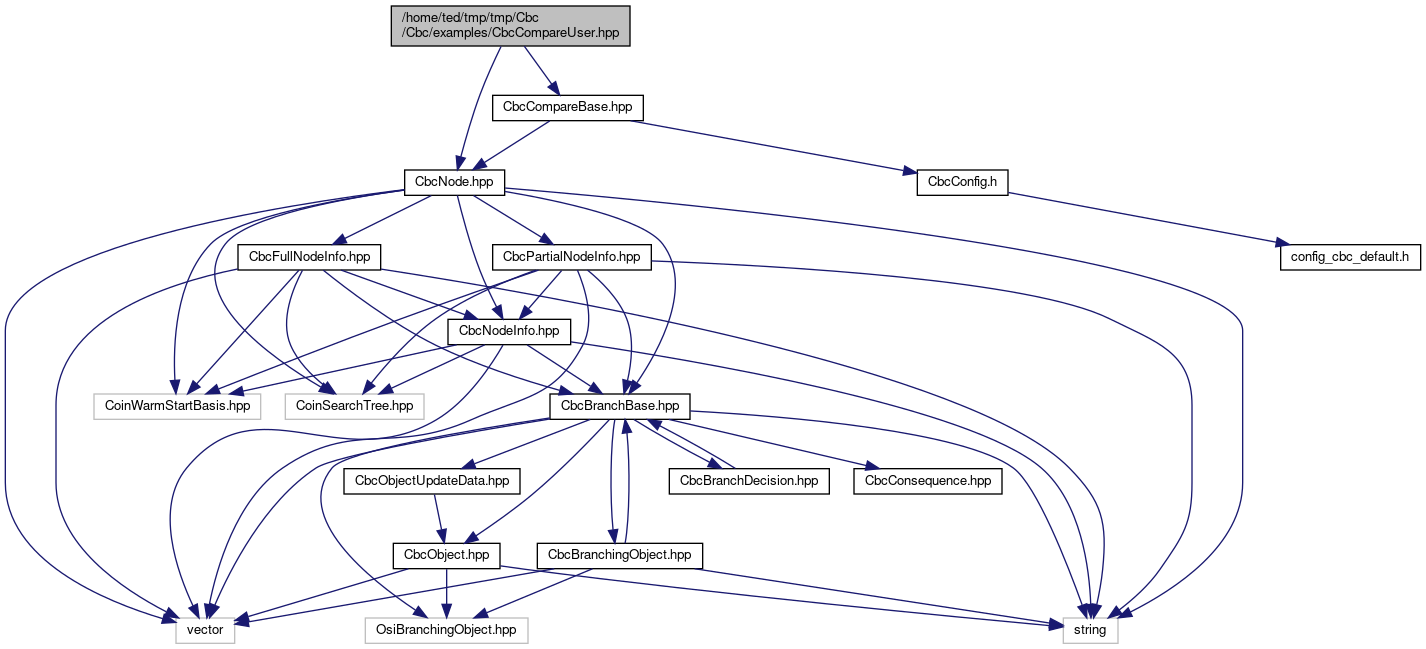 /home/ted/tmp/tmp/Cbc
/Cbc/examples/CbcCompareUser.hpp
CbcCompareBase.hpp
CbcNode.hpp
CbcConfig.h
CbcFullNodeInfo.hpp
CbcPartialNodeInfo.hpp
config_cbc_default.h
CbcNodeInfo.hpp
CoinWarmStartBasis.hpp
CoinSearchTree.hpp
CbcBranchBase.hpp
CbcObjectUpdateData.hpp
CbcBranchDecision.hpp
CbcConsequence.hpp
CbcObject.hpp
CbcBranchingObject.hpp
vector
OsiBranchingObject.hpp
string